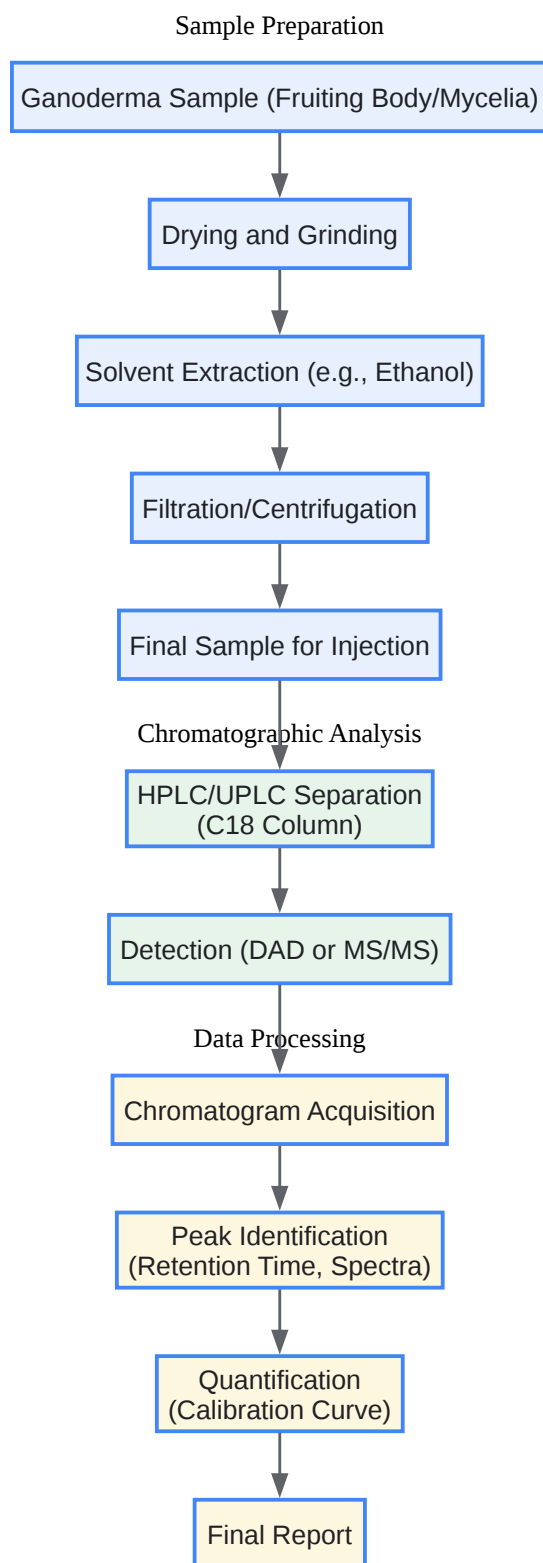 Sample Preparation
Ganoderma Sample (Fruiting Body/Mycelia)
Drying and Grinding
Solvent Extraction (e.g., Ethanol)
Filtration/Centrifugation
Final Sample for Injection
Chromatographic Analysis
HPLC/UPLC Separation
(C18 Column)
Detection (DAD or MS/MS)
Data Processing
Chromatogram Acquisition
Peak Identification
(Retention Time, Spectra)
Quantification
(Calibration Curve)
Final Report